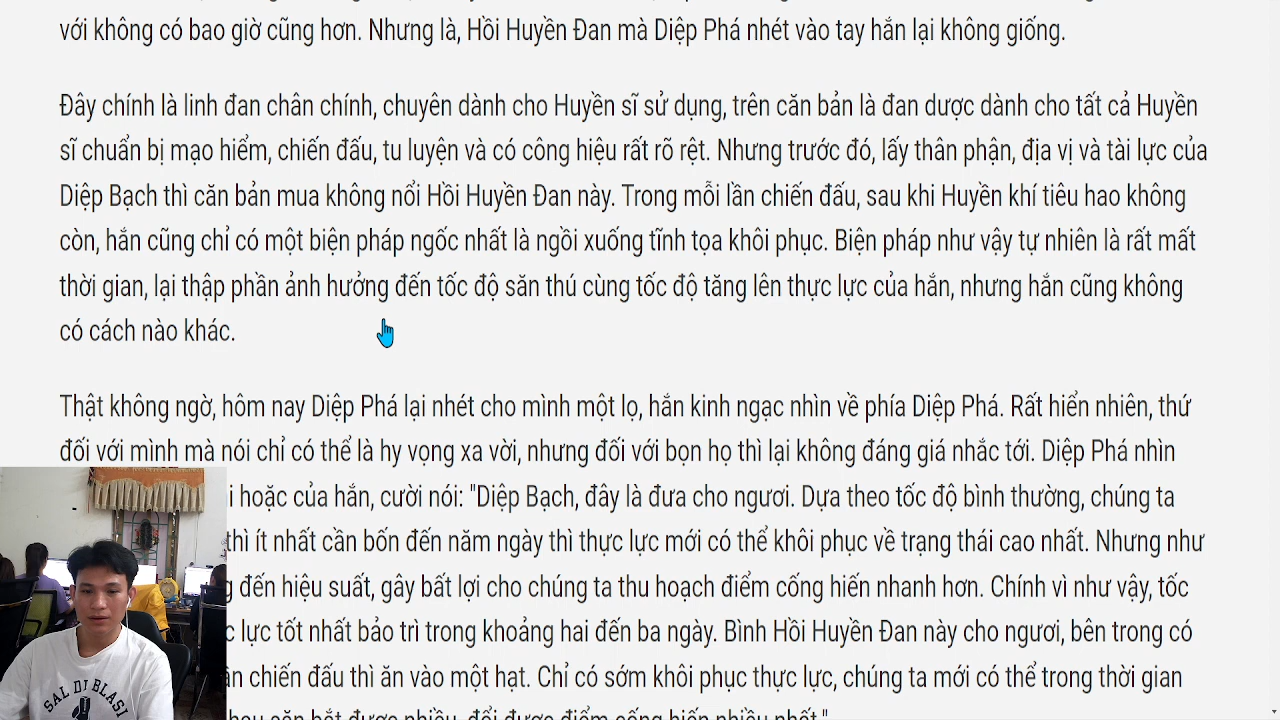 với không có bao giờ cũng hơn. Nhưng là, Hồi Huyền Đan mà Diệp Phá nhét vào tay hắn lại không giống.
Đây chính là linh đan chân chính, chuyên dành cho Huyền sĩ sử dụng, trên căn bản là đan dược dành cho tất cả Huyền
sĩ chuẩn bị mạo hiểm, chiến đấu, tu luyện và có công hiệu rất rõ rệt. Nhưng trước đó, lấy thân phận, địa vị và tài lực của
Diệp Bạch thì căn bản mua không nổi Hồi Huyền Đan này. Trong mỗi lần chiến đấu, sau khi Huyền khí tiêu hao không
còn, hắn cũng chỉ có một biện pháp ngốc nhất là ngồi xuống tĩnh tọa khôi phục. Biện pháp như vậy tự nhiên là rất mất
thời gian, lại thập phần ảnh hưởng đến tốc độ săn thú cùng tốc độ tăng lên thực lực của hắn, nhưng hắn cũng không
có cách nào khác.
Thật không ngờ, hôm nay Diệp Phá lại nhét cho mình một lọ, hắn kinh ngạc nhìn về phía Diệp Phá. Rất hiển nhiên, thứ
đối với mình mà nói chỉ có thể là hy vọng xa vời, nhưng đối với bọn họ thì lại không đáng giá nhắc tới. Diệp Phá nhìn
hoặc của hắn, cười nói: "Diệp Bạch, đây là đưa cho ngươi. Dựa theo tốc độ bình thường, chúng ta
thì ít nhất cần bốn đến năm ngày thì thực lực mới có thể khôi phục về trạng thái cao nhất. Nhưng như
đến hiệu suất, gây bất lợi cho chúng ta thu hoạch điểm cống hiến nhanh hơn. Chính vì như vậy, tốc
lực tốt nhất bảo trì trong khoảng hai đến ba ngày. Bình Hồi Huyền Đan này cho ngươi, bên trong có
chiến đấu thì ăn vào một hạt. Chỉ có sớm khôi phục thực lực, chúng ta mới có thể trong thời gian
săn bắt được nhiều, đổi được điểm cống hiến nhiều nhất."
SAL DI BLASI